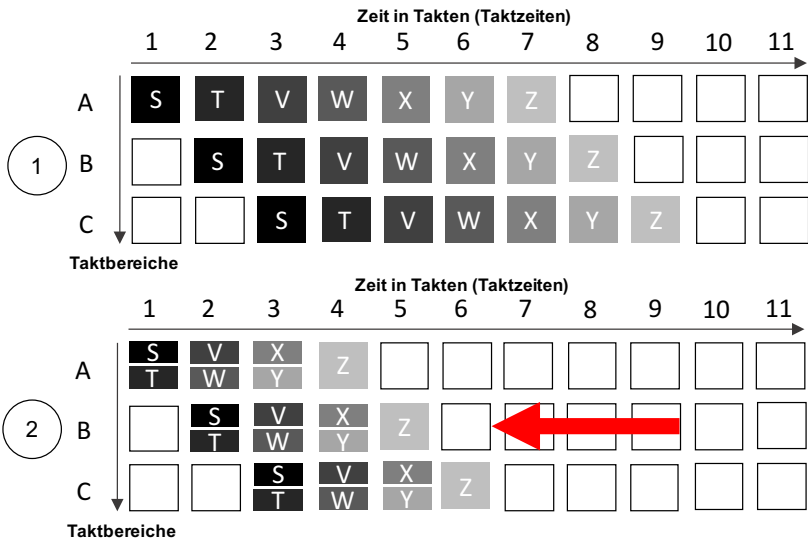 Zeit in Takten (Taktzeiten)
1 2 3 4 5 6 7 8 9 10 11
A S T V W X Y Z
1 B S T V W X Y Z
C S T V W X Y Z
Taktbereiche
Zeit in Takten (Taktzeiten)
1 2 3 4 5 6 7 8 9 10 11
S V X
A Z
T W Y
S V X
2 B Z
T W Y
S V X
C Z
T W Y
Taktbereiche